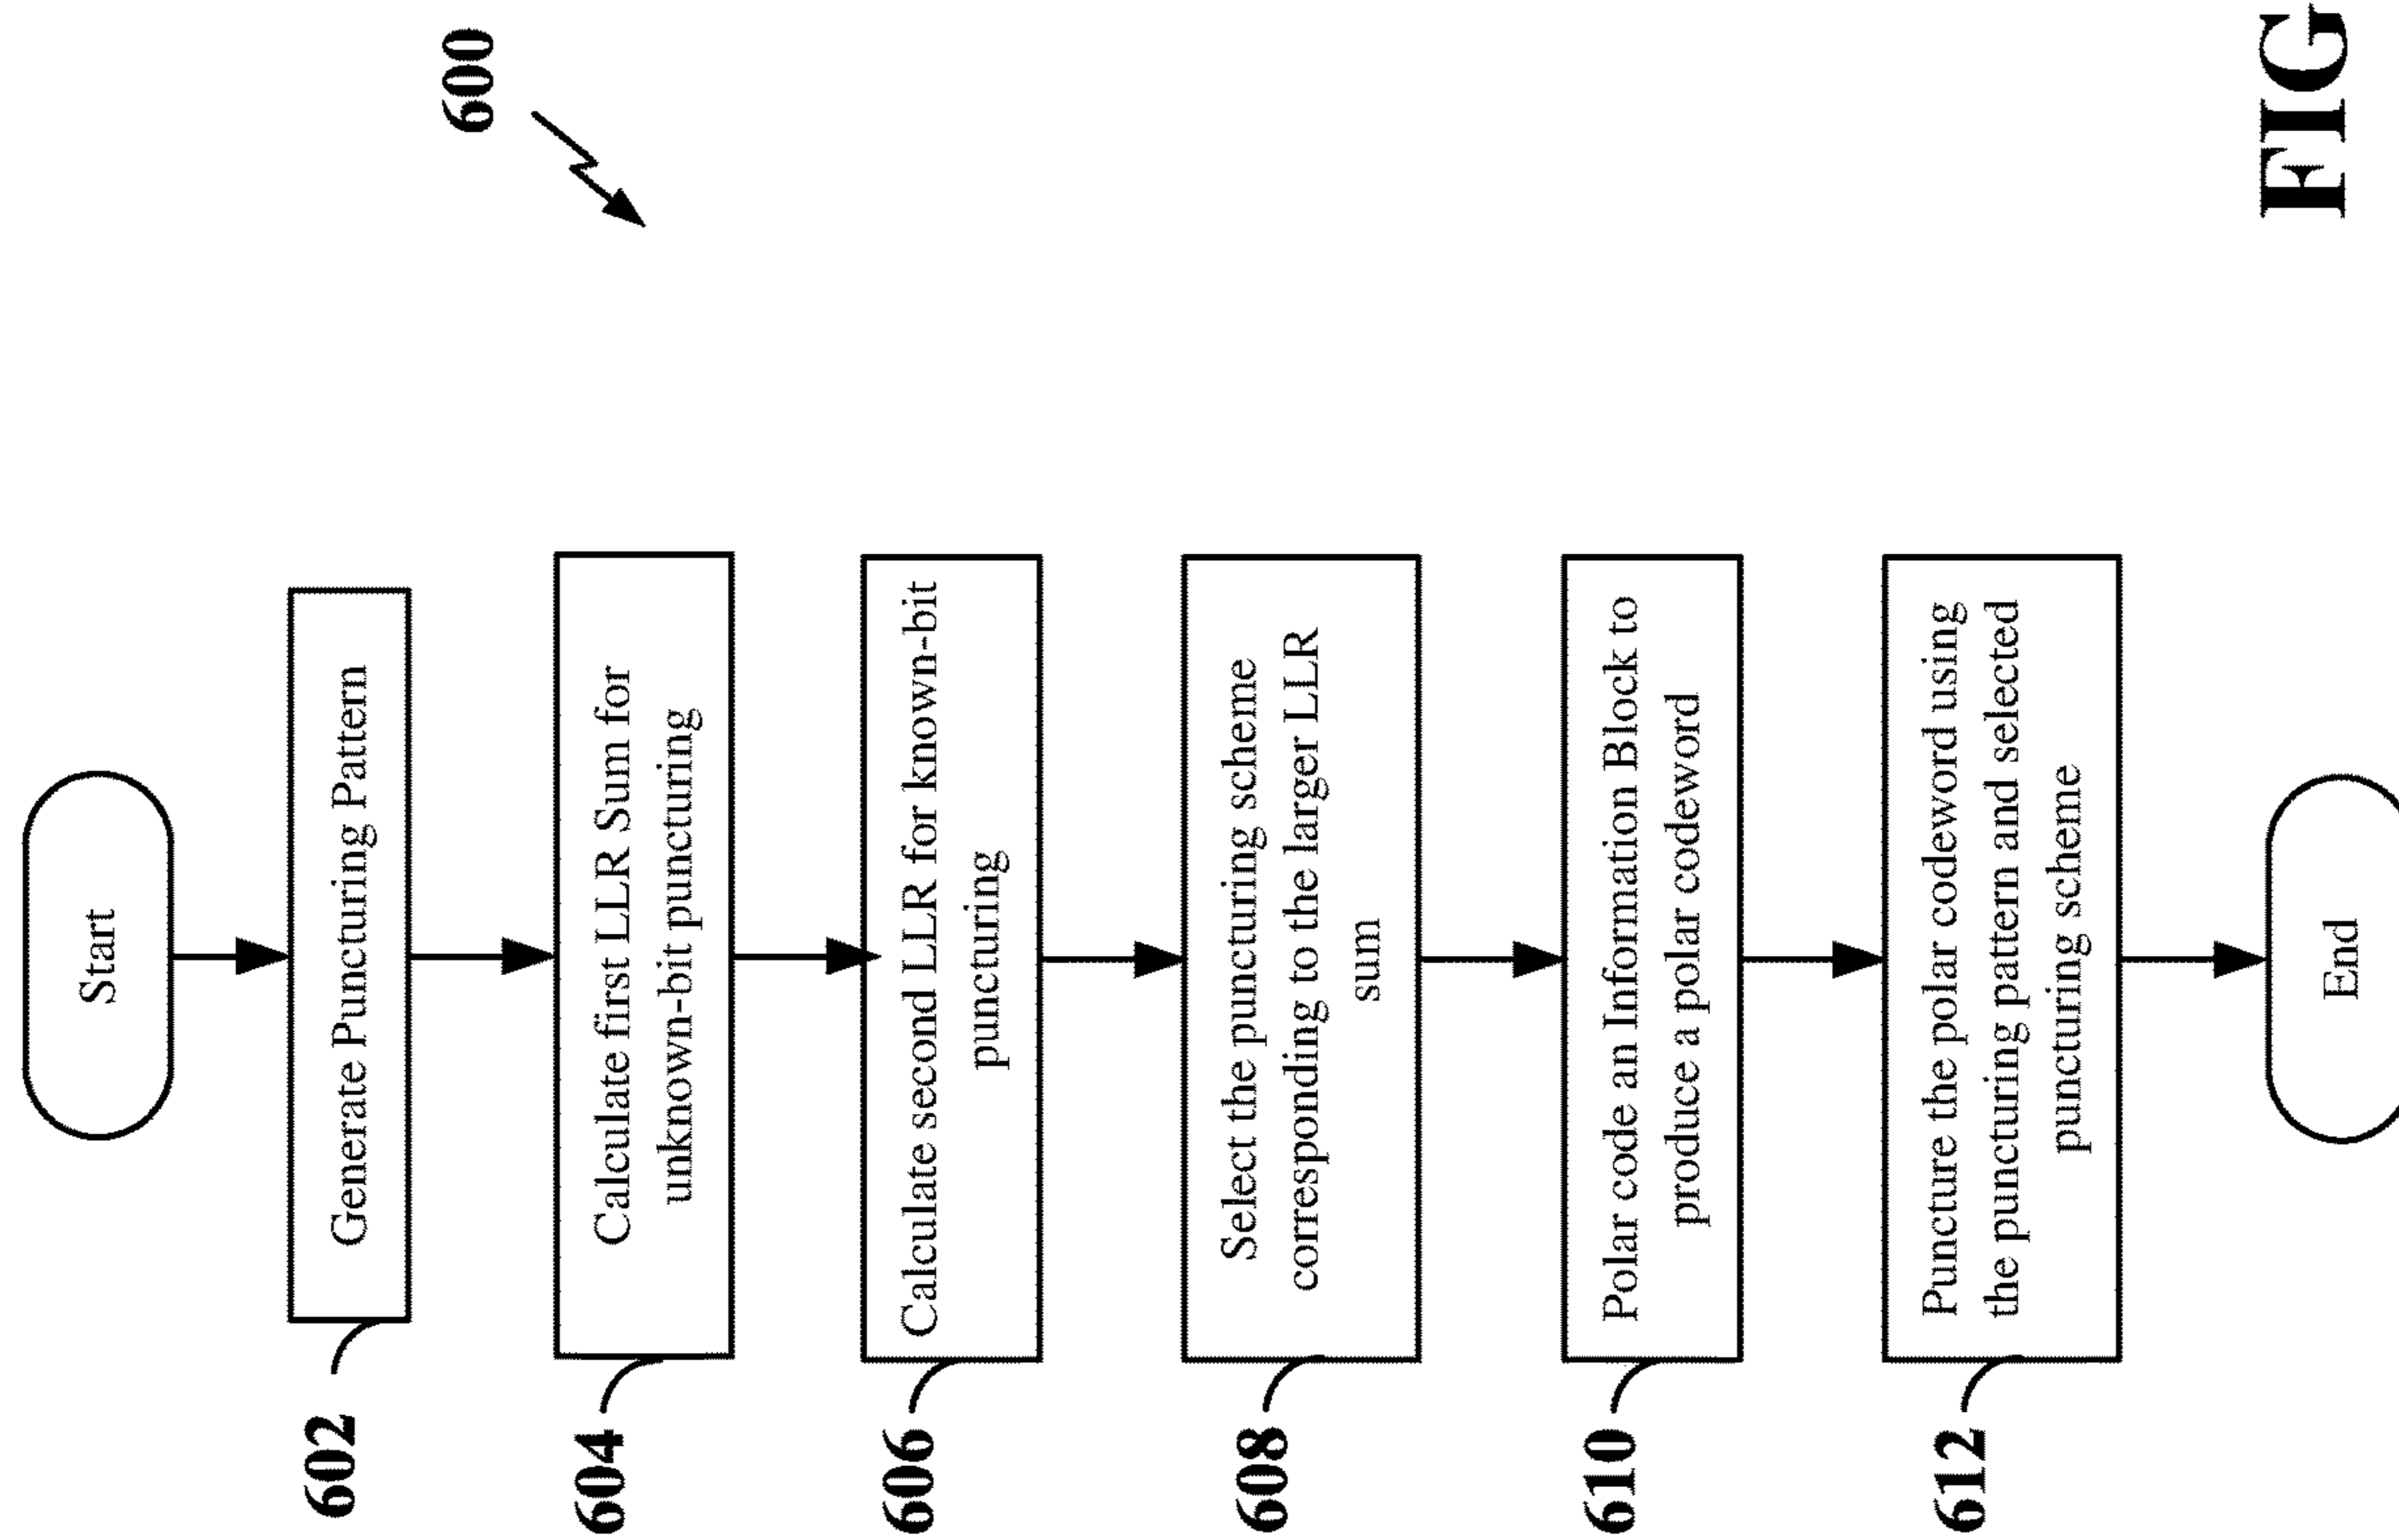 600
Start
602
Generate Puncturing Pattern
604
Calculate first LLR Sum for
unknown-bit puncturing
606
Calculate second LLR for known-bit
puncturing
608
Select the puncturing scheme
corresponding to the larger LLR
sum
610
Polar code an Information Block to
produce a polar codeword
612
Puncture the polar codeword using
the puncturing pattern and selected
puncturing scheme
End
FIG